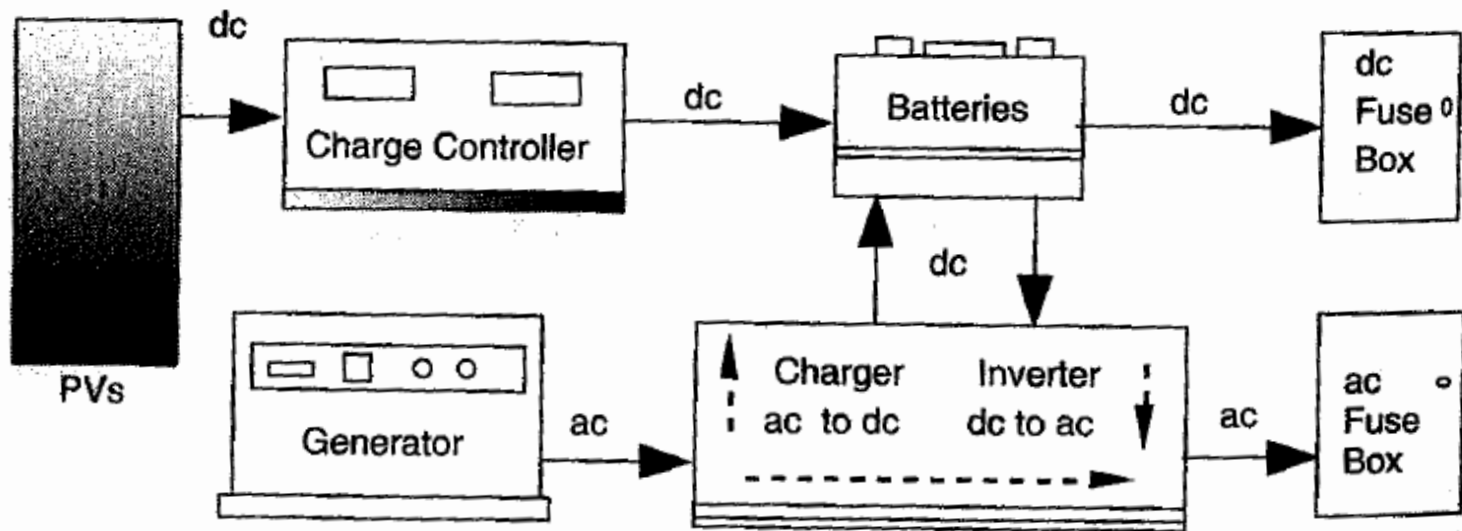 dc
Charge Controller
dc
Batteries
dc
dc
Fuse
Box
PVs
dc
Generator
ac
Charger
ac to dc
Inverter
dc to ac
ac
ac
Fuse
Box